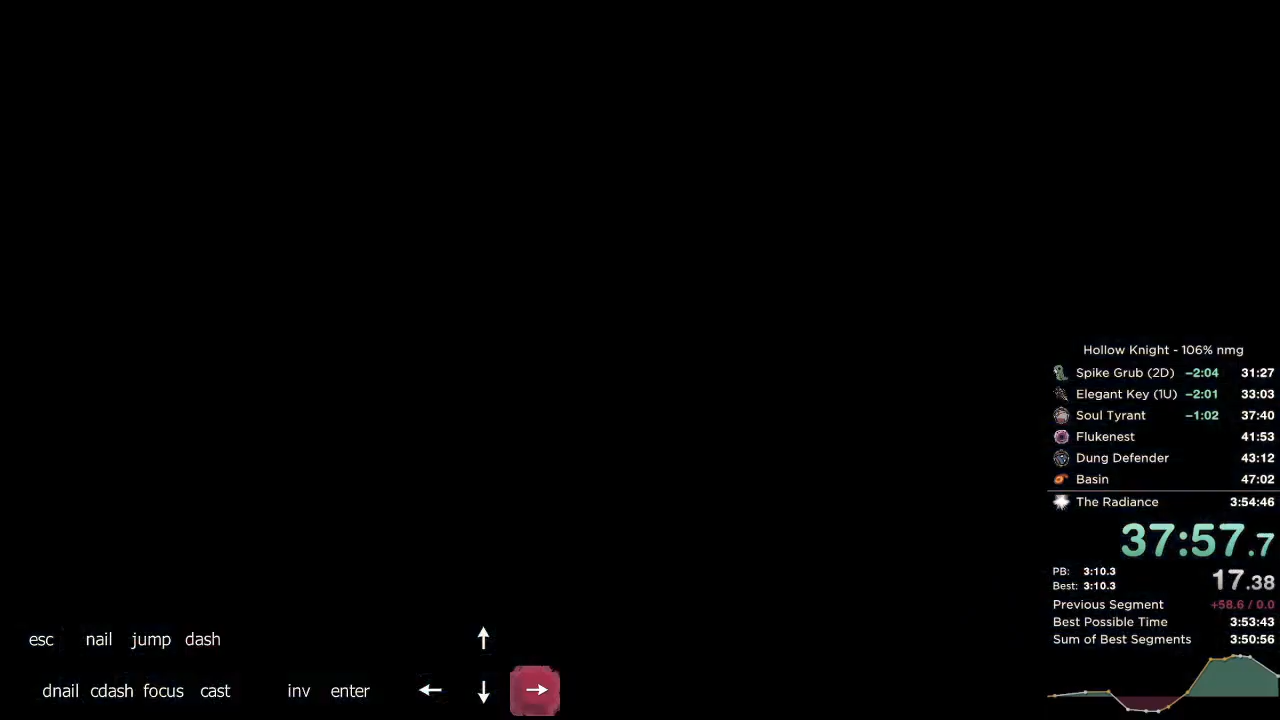 Hollow Knight - 106% nmg
Spike Grub (2D) −2:04 31:27
Elegant Key (1U) −2:01 33:03
Soul Tyrant −1:02 37:40
Flukenest 41:53
Dung Defender 43:12
Basin 47:02
The Radiance 3:54:46
37:57.7
PB: 3:10.3
17.38
Best: 3:10.3
Previous Segment +58.6 / 0.0
Best Possible Time 3:53:43
Sum of Best Segments 3:50:56
esc nail jump dash ↑
dnail cdash focus cast inv enter ← ↓ →